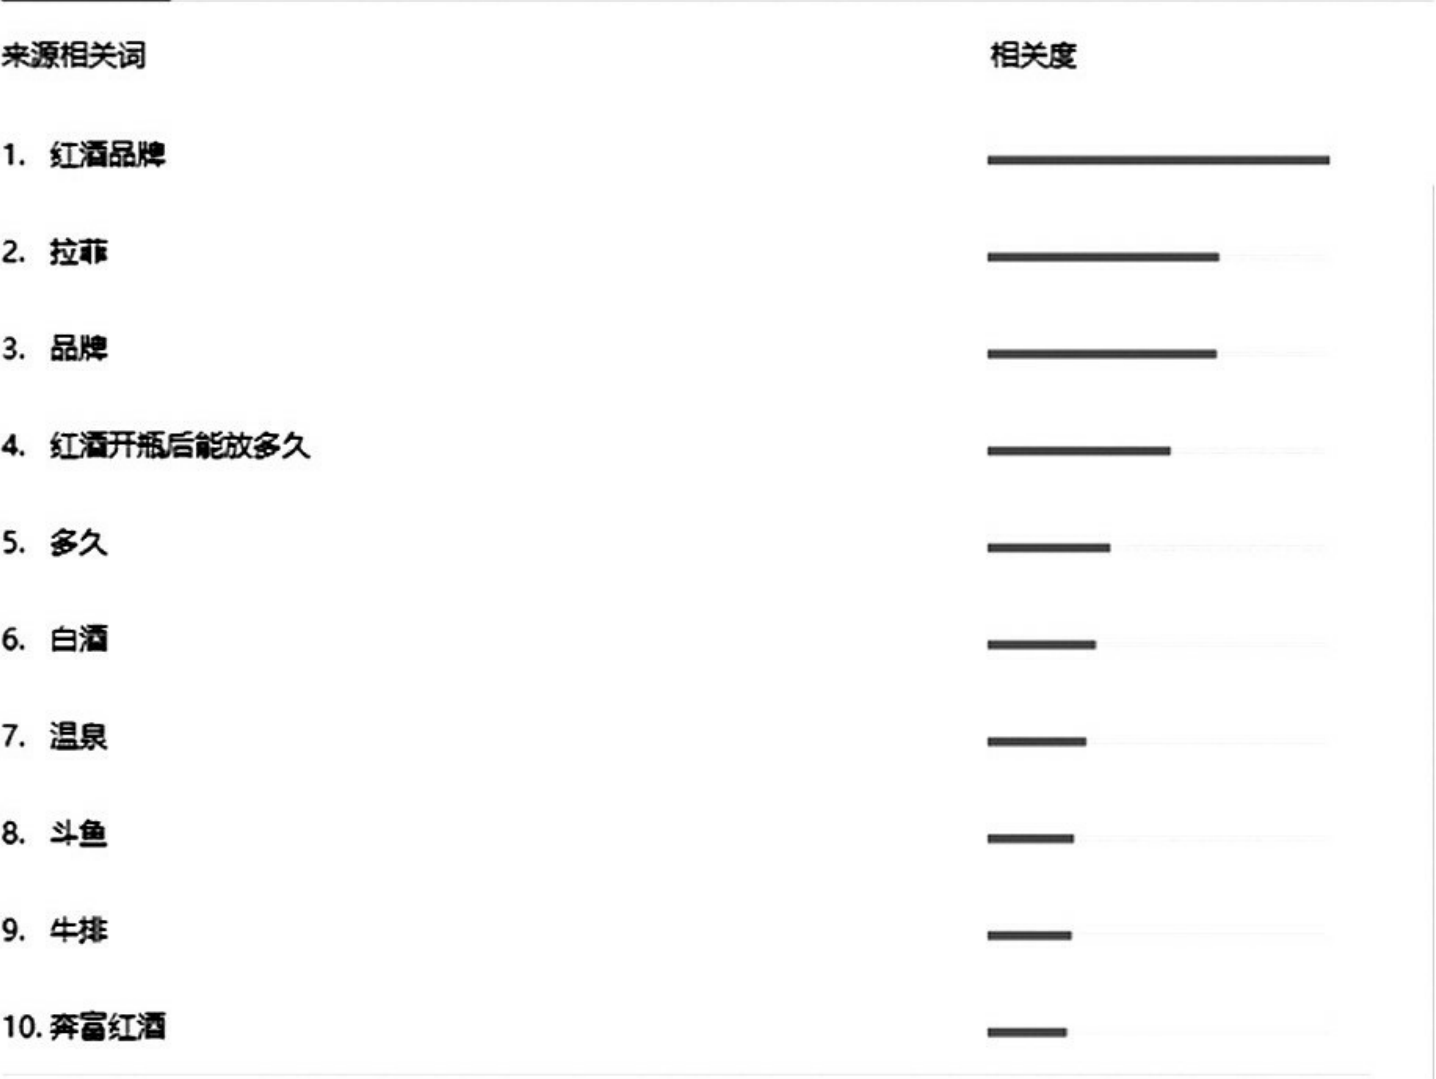 来源相关词 相关度
1. 红酒品牌
2. 拉菲
3. 品牌
4. 红酒开瓶后能放多久
5. 多久
6. 白酒
7. 温泉
8. 斗鱼
9. 牛排
10. 奔富红酒